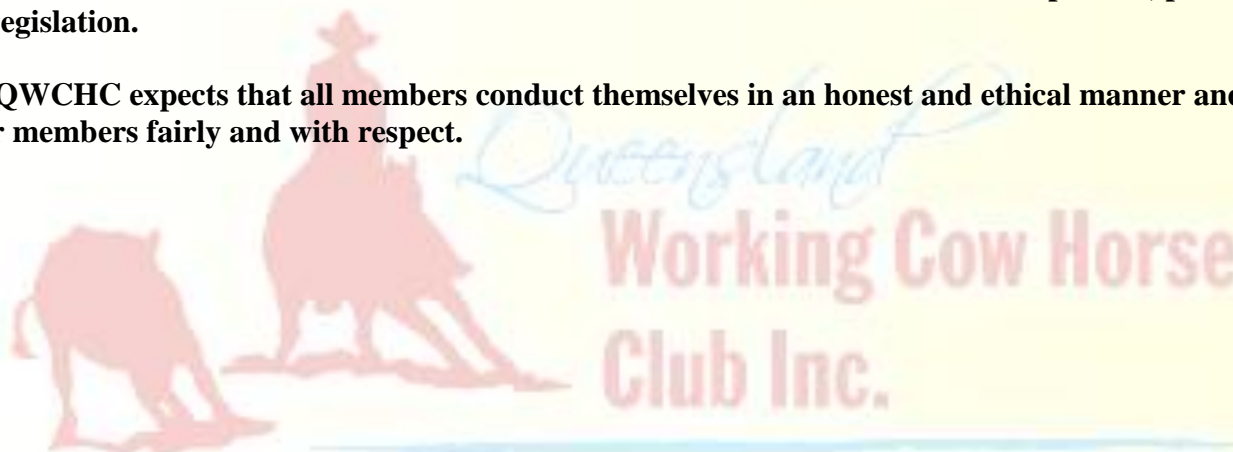 egislation.
QWCHC expects that all members conduct themselves in an honest and ethical manner and
r members fairly and with respect.
Queensland
Working Cow Horse
Club Inc.